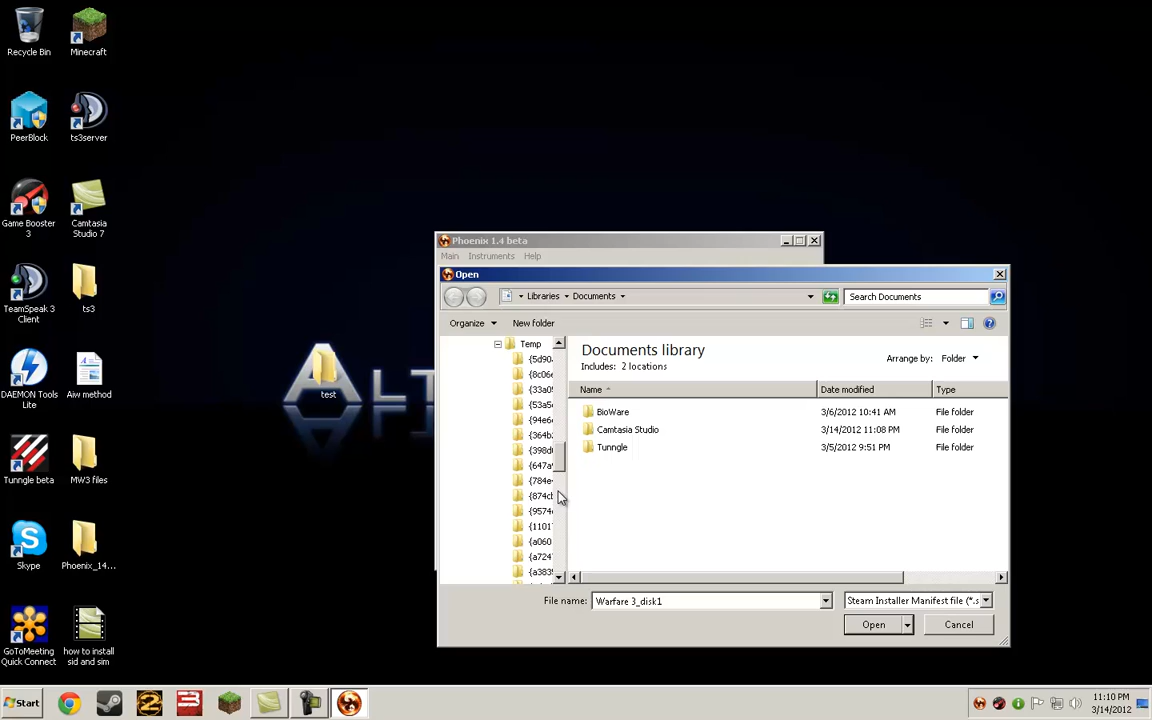 Recycle Bin
Minecraft
PeerBlock
ts3server
Game Booster
3
Camtasia
Studio 7
TeamSpeak 3
Client
ts3
DAEMON Tools
Lite
Aiw method
Tunngle beta
MW3 files
Skype
Phoenix_14...
GoToMeeting
Quick Connect
how to install
sid and sim
test
Phoenix 1.4 beta
Main Instruments Help
Open
Libraries Documents
Search Documents
Organize New folder
Temp
{5d90
{8c06
{33a0
{53a5
{94e6
{364b
{398d
{647a
{784e
{874c
{9574
{1101
{a060
{a724
{a383
Documents library
Includes: 2 locations
Arrange by: Folder
Name Date modified Type
BioWare 3/6/2012 10:41 AM File folder
Camtasia Studio 3/14/2012 11:08 PM File folder
Tunngle 3/5/2012 9:51 PM File folder
File name: Warfare 3_disk1
Steam Installer Manifest file (*.s
Open Cancel
Start
11:10 PM
3/14/2012